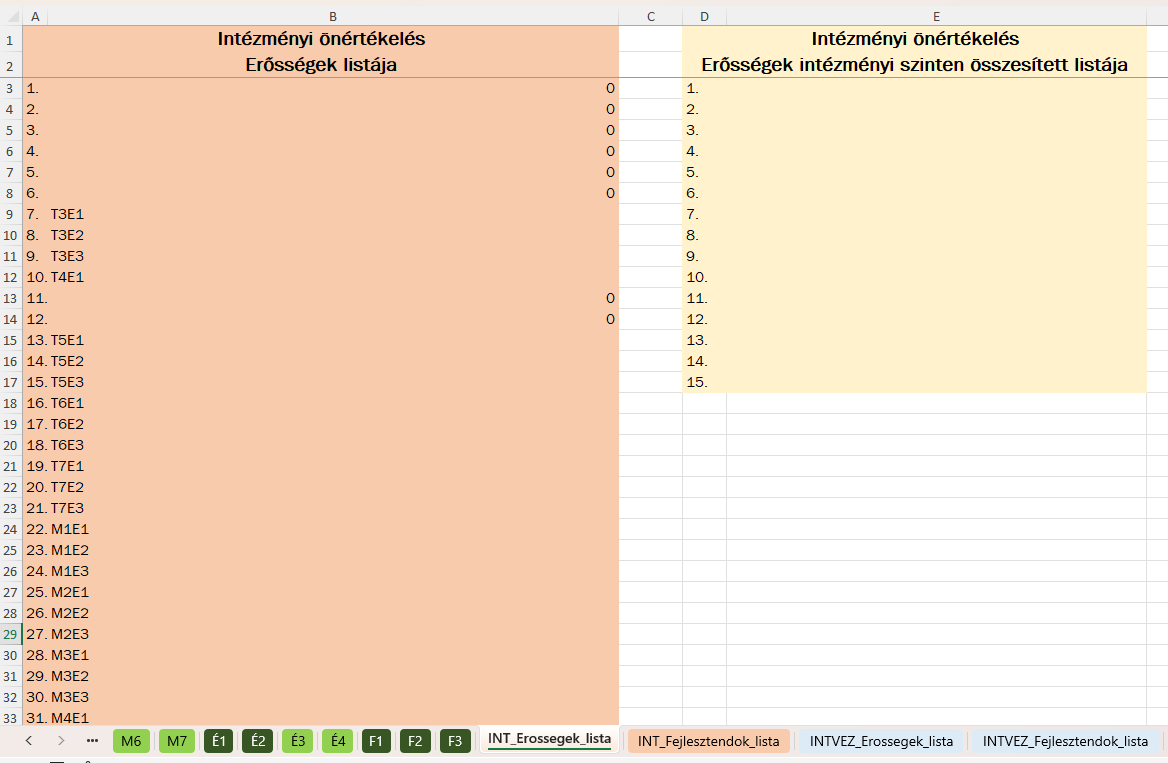 A B C D E
1 Intézményi önértékelés Intézményi önértékelés
2 Erősségek listája Erősségek intézményi szinten összesített listája
3 1. 0 1.
4 2. 0 2.
5 3. 0 3.
6 4. 0 4.
7 5. 0 5.
8 6. 0 6.
9 7. T3E1 7.
10 8. T3E2 8.
11 9. T3E3 9.
12 10. T4E1 10.
13 11. 0 11.
14 12. 0 12.
15 13. T5E1 13.
16 14. T5E2 14.
17 15. T5E3 15.
18 16. T6E1
19 17. T6E2
20 18. T6E3
21 19. T7E1
22 20. T7E2
23 21. T7E3
24 22. M1E1
25 23. M1E2
26 24. M1E3
27 25. M2E1
28 26. M2E2
29 27. M2E3
30 28. M3E1
31 29. M3E2
32 30. M3E3
33 31. M4E1
M6 M7 É1 É2 É3 É4 F1 F2 F3 INT_Erossegek_lista INT_Fejlesztendok_lista INTVEZ_Erossegek_lista INTVEZ_Fejlesztendok_lista